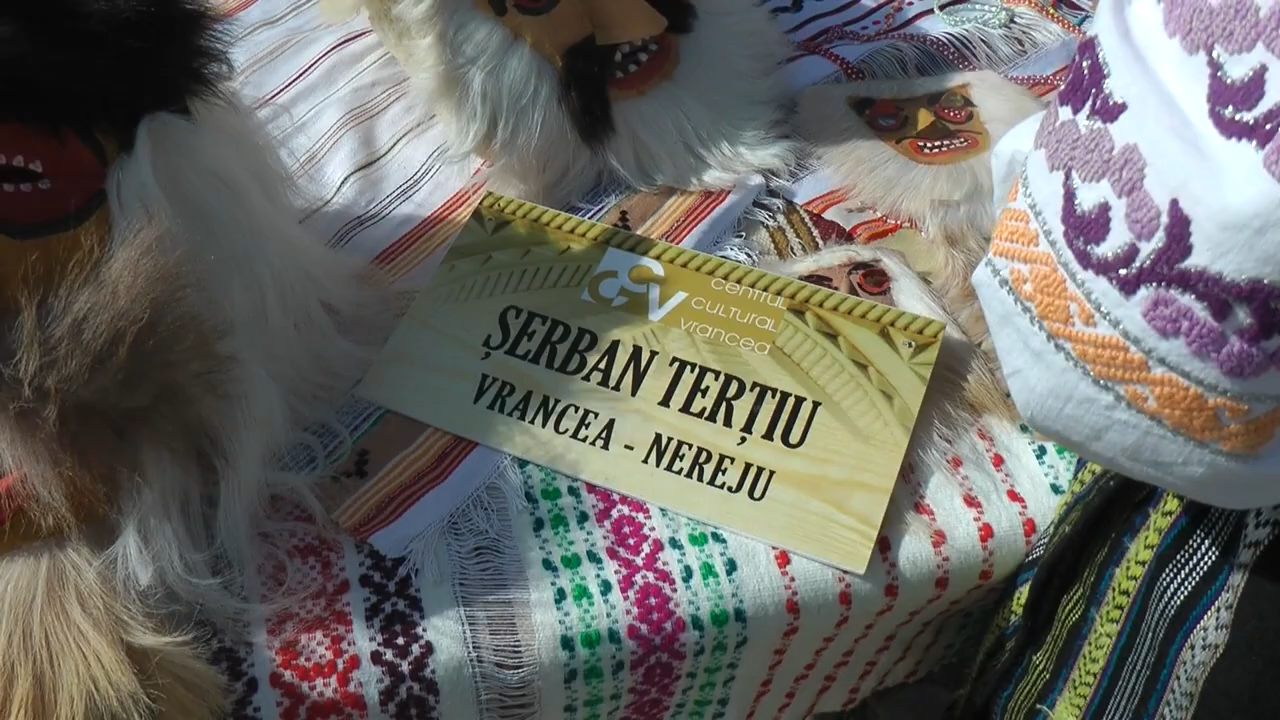 CCV
centrul
cultural
vrancea
ȘERBAN TERȚIU
VRANCEA - NEREJU